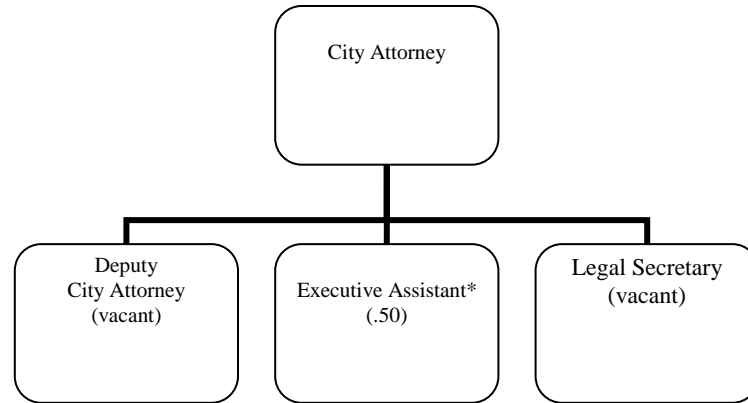 City Attorney
Deputy
City Attorney
(vacant)
Executive Assistant*
(.50)
Legal Secretary
(vacant)